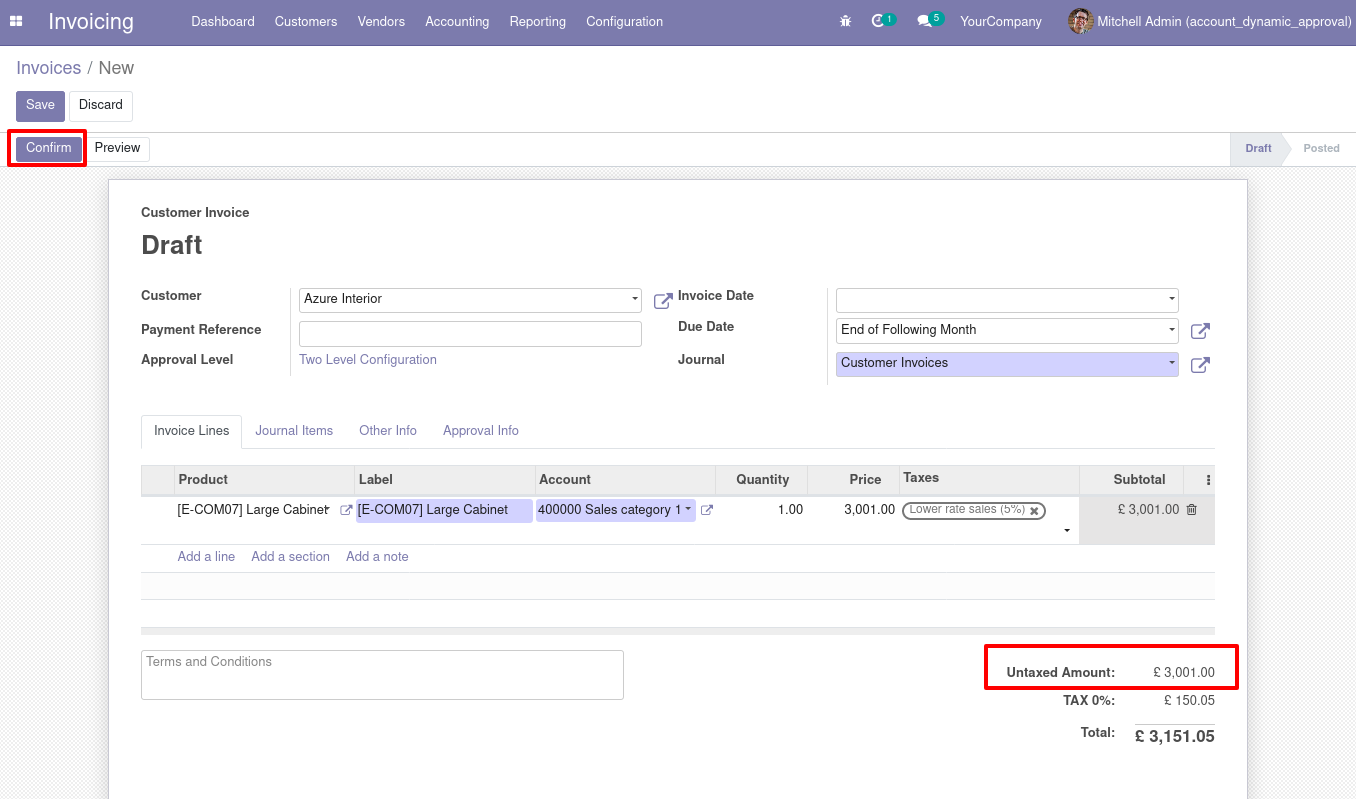 Invoicing Dashboard Customers Vendors Accounting Reporting Configuration 1 5 YourCompany Mitchell Admin (account_dynamic_approval)
Invoices / New
Save Discard
Confirm Preview Draft Posted
Customer Invoice
Draft
Customer Azure Interior Invoice Date
Payment Reference Due Date End of Following Month
Approval Level Two Level Configuration Journal Customer Invoices
Invoice Lines Journal Items Other Info Approval Info
Product Label Account Quantity Price Taxes Subtotal
[E-COM07] Large Cabinet [E-COM07] Large Cabinet 400000 Sales category 1 1.00 3,001.00 Lower rate sales (5%) £ 3,001.00
Add a line Add a section Add a note
Terms and Conditions
Untaxed Amount: £ 3,001.00
TAX 0%: £ 150.05
Total: £ 3,151.05